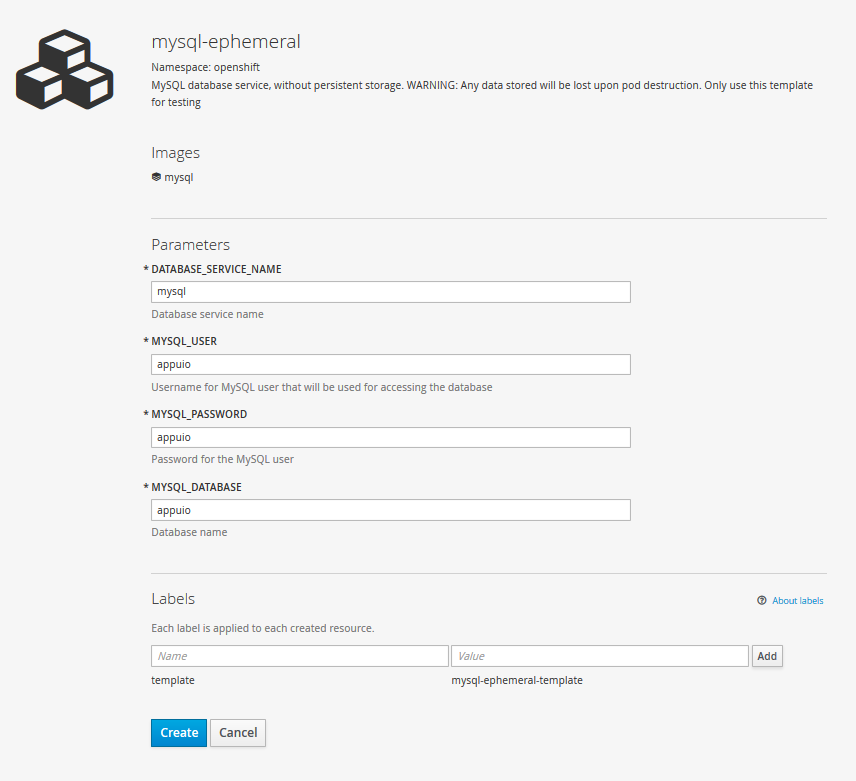 mysql-ephemeral
Namespace: openshift
MySQL database service, without persistent storage. WARNING: Any data stored will be lost upon pod destruction. Only use this template
for testing
Images
mysql
Parameters
* DATABASE_SERVICE_NAME
mysql
Database service name
* MYSQL_USER
appuio
Username for MySQL user that will be used for accessing the database
* MYSQL_PASSWORD
appuio
Password for the MySQL user
* MYSQL_DATABASE
appuio
Database name
Labels
About labels
Each label is applied to each created resource.
Name Value Add
template mysql-ephemeral-template
Create Cancel